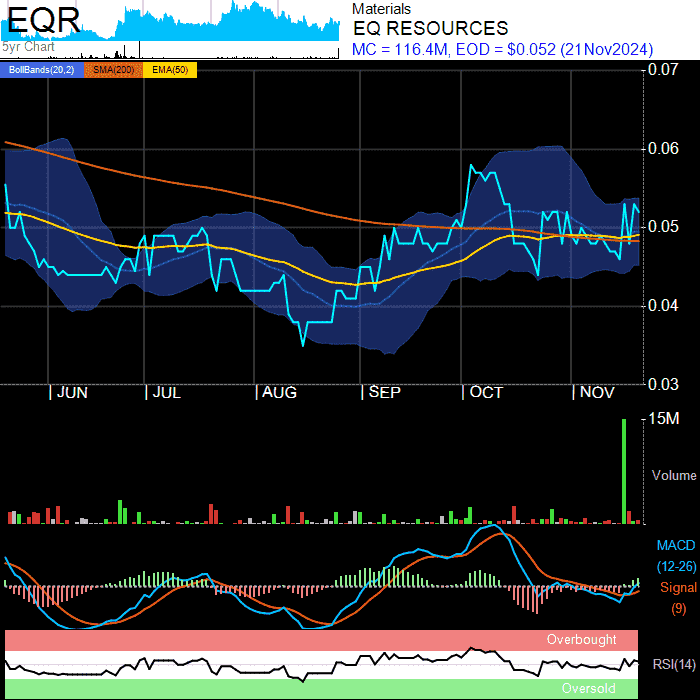 EQR
5yr Chart
Materials
EQ RESOURCES
MC = 116.4M, EOD = $0.052 (21Nov2024)
BollBands(20,2) SMA(200) EMA(50)
0.07
0.06
0.05
0.04
0.03
JUN JUL AUG SEP OCT NOV
15M
Volume
MACD
(12-26)
Signal
(9)
Overbought
RSI(14)
Oversold